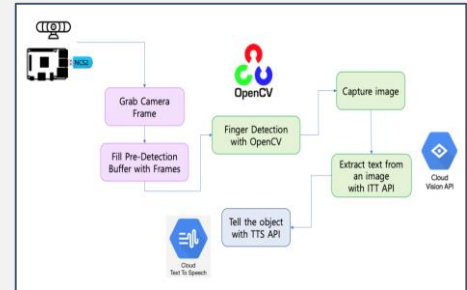 NCS2
OpenCV
Grab Camera
Frame
Fill Pre-Detection
Buffer with Frames
Finger Detection
with OpenCV
Capture image
Extract text from
an image
with ITT API
Cloud
Vision API
Tell the object
with TTS API
Cloud
Text To Speech